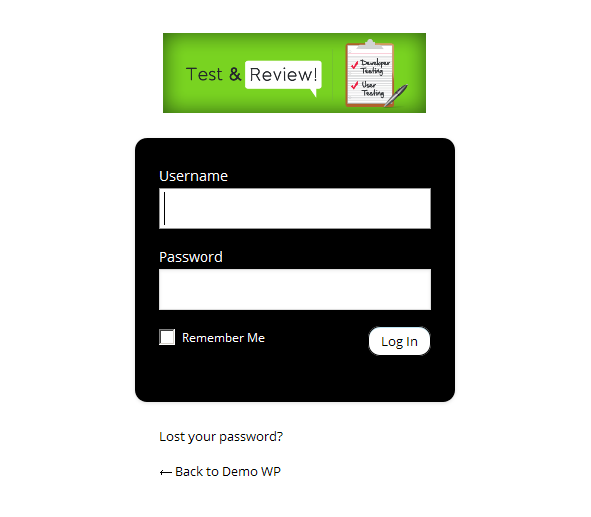 Test & Review!
Developer
Testing
User
Testing
Username
Password
Remember Me
Log In
Lost your password?
← Back to Demo WP